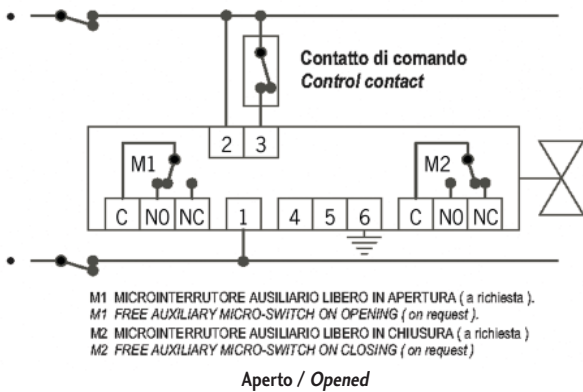 Contatto di comando
Control contact
2 3
M1
M2
C NO NC 1 4 5 6 C NO NC
M1 MICROINTERRUTORE AUSILIARIO LIBERO IN APERTURA ( a richiesta ).
M1 FREE AUXILIARY MICRO-SWITCH ON OPENING ( on request ).
M2 MICROINTERRUTORE AUSILIARIO LIBERO IN CHIUSURA ( a richiesta )
M2 FREE AUXILIARY MICRO-SWITCH ON CLOSING ( on request )
Aperto / Opened